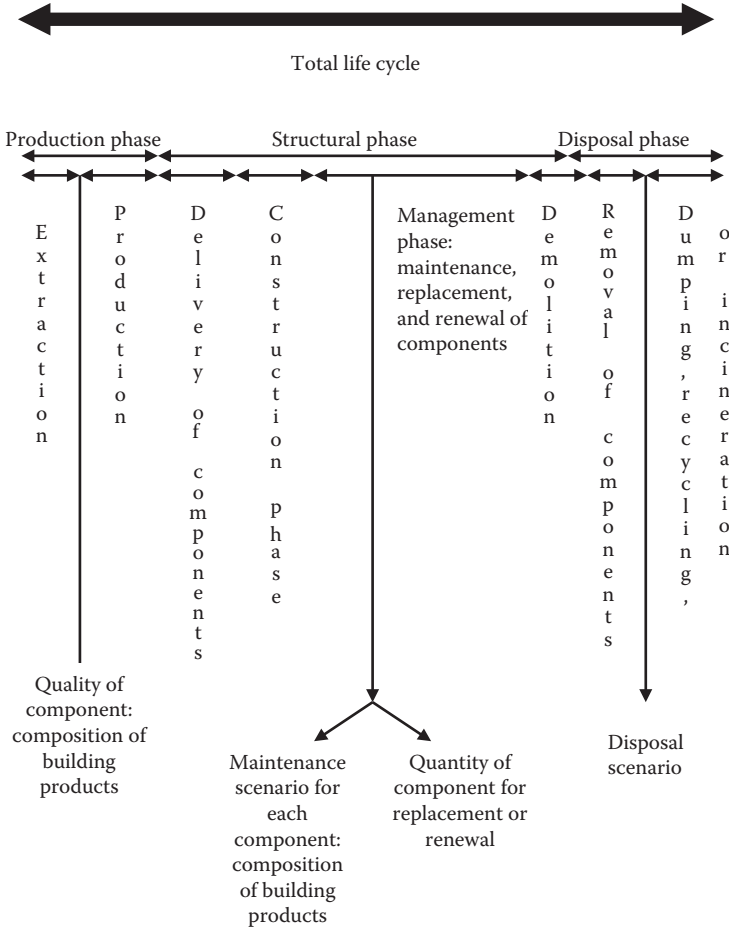 Total life cycle
Production phase
Structural phase
Disposal phase
Extraction
Production
Delivery of components
Construction phase
Management
phase:
maintenance,
replacement,
and renewal of
components
Demolition
Removal of components
Dumping, recycling,
or incineration
Quality of
component:
composition of
building
products
Maintenance
scenario for
each
component:
composition
of building
products
Quantity of
component for
replacement or
renewal
Disposal
scenario